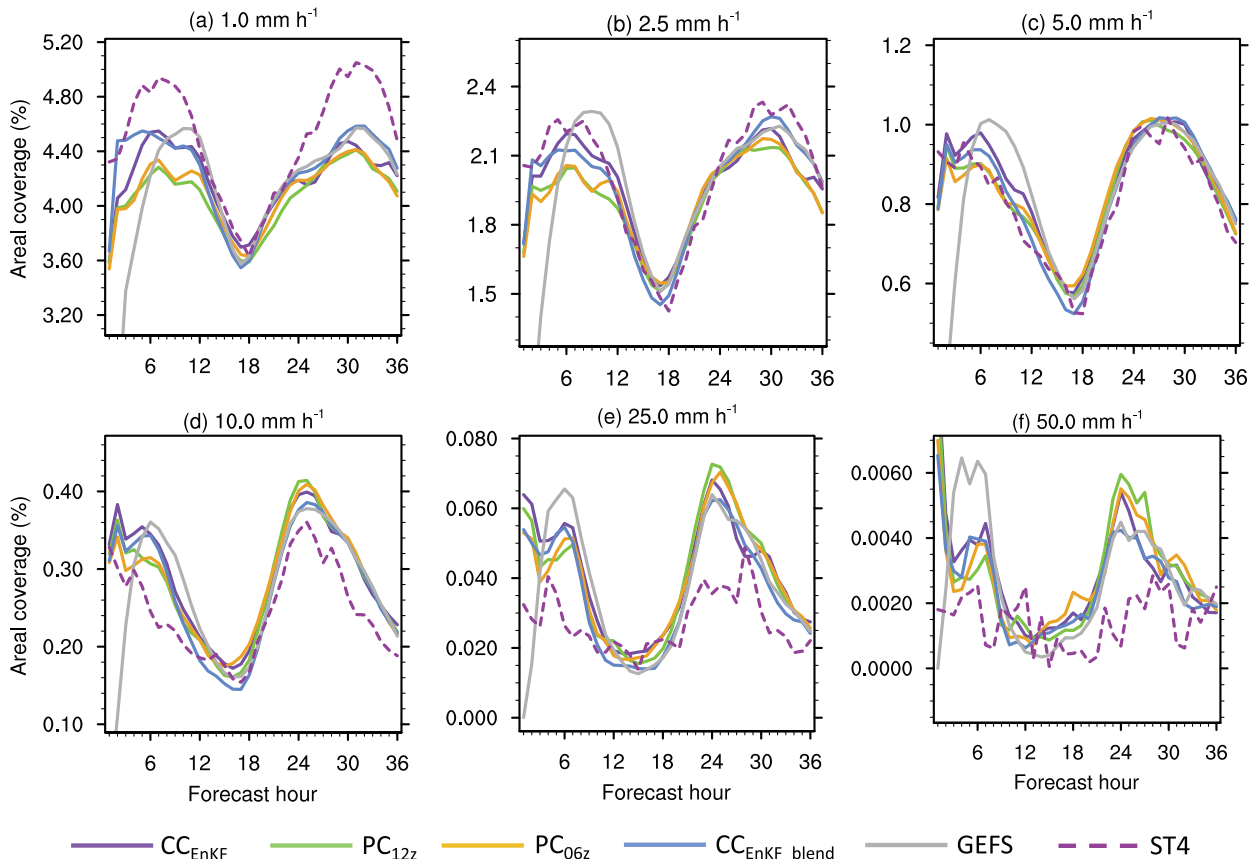 (a) 1.0 mm h-1
(b) 2.5 mm h-1
(c) 5.0 mm h-1
Areal coverage (%)
5.20
4.80
4.40
4.00
3.60
3.20
2.4
2.1
1.8
1.5
1.2
1.0
0.8
0.6
6 12 18 24 30 36
6 12 18 24 30 36
6 12 18 24 30 36
(d) 10.0 mm h-1
(e) 25.0 mm h-1
(f) 50.0 mm h-1
Areal coverage (%)
0.40
0.30
0.20
0.10
0.080
0.060
0.040
0.020
0.000
0.0060
0.0040
0.0020
0.0000
6 12 18 24 30 36
6 12 18 24 30 36
6 12 18 24 30 36
Forecast hour
Forecast hour
Forecast hour
CCEnKF PC12z PC06z CCEnKF_blend GEFS ST4